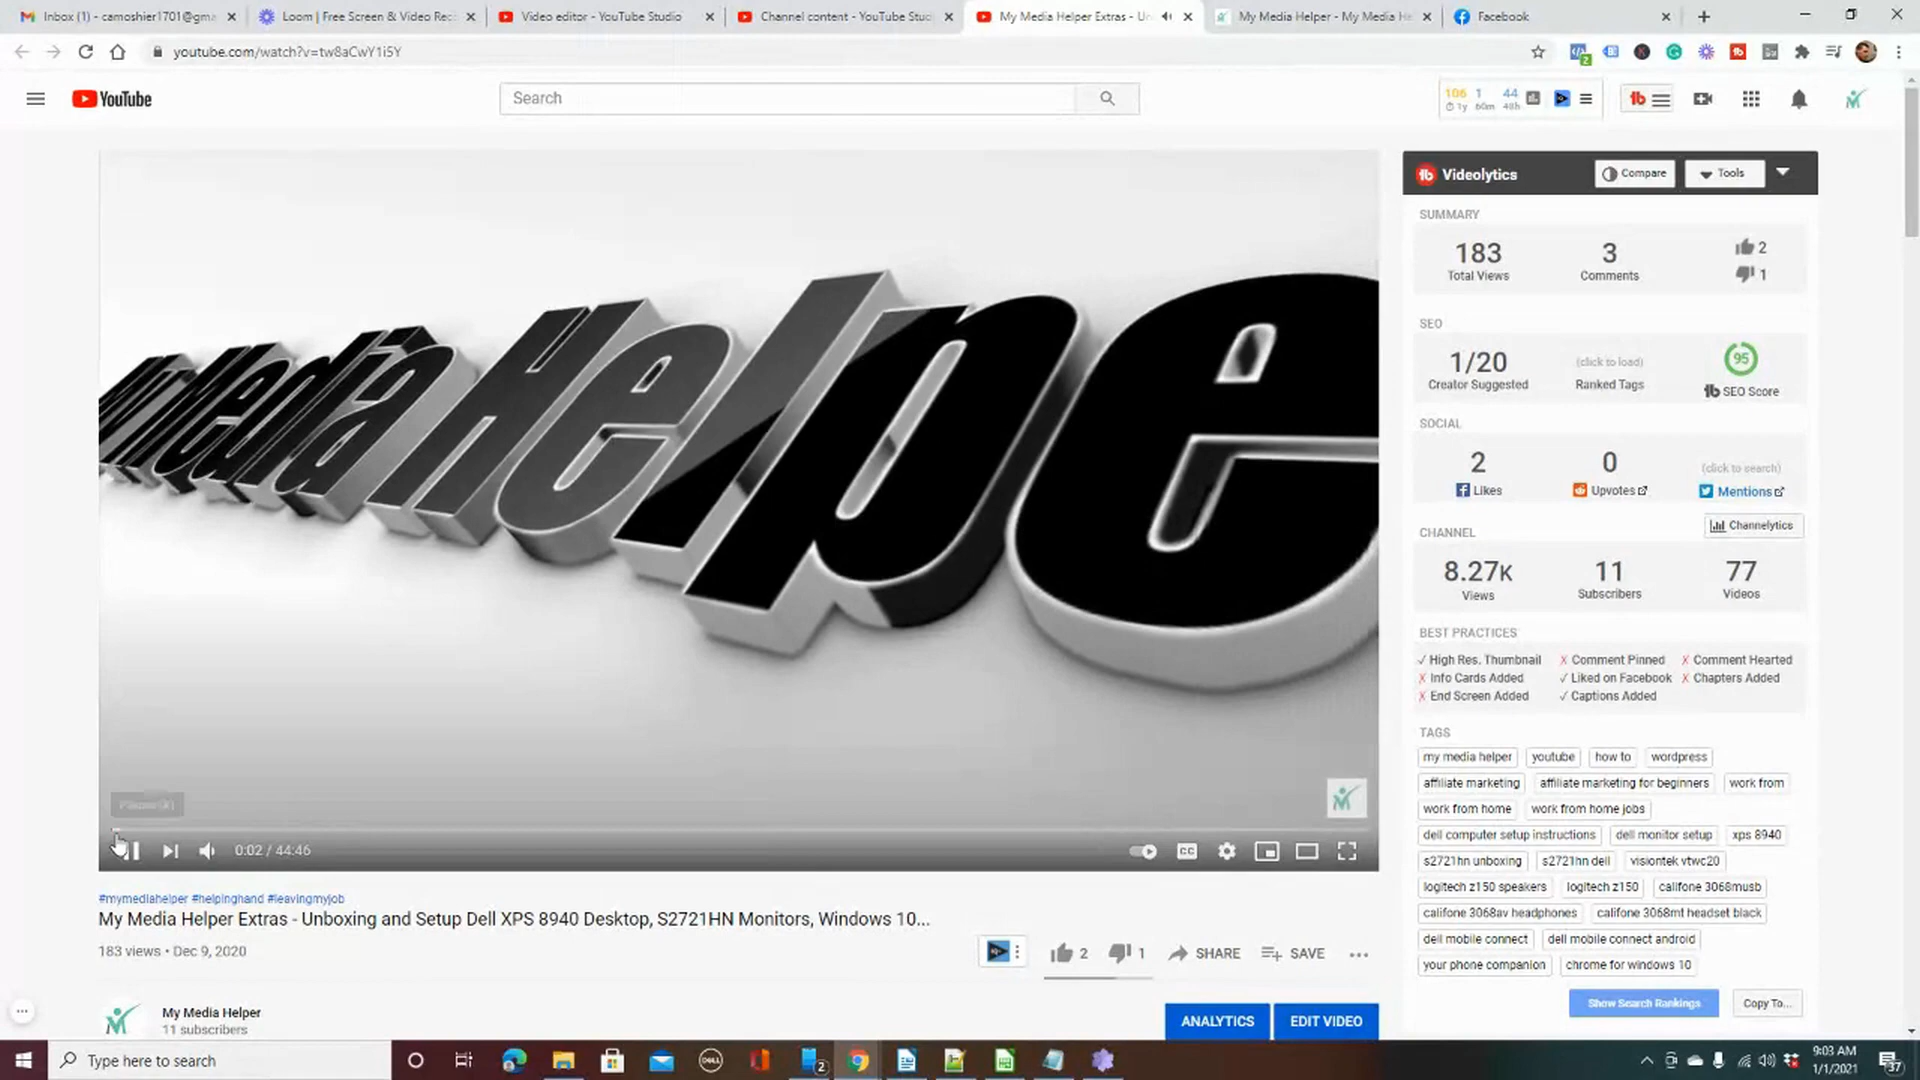 Inbox (1) - camoshier1701@gma
Loom | Free Screen & Video Rec
Video editor - YouTube Studio
Channel content - YouTube Stud
My Media Helper Extras - Un
My Media Helper - My Media He
Facebook
youtube.com/watch?v=tw8aCwY1i5Y
YouTube
Search
106 1 44
1y 60m 48h
My Media Helpe
0:02 / 44:46
CC
#mymediahelper #helpinghand #leavingmyjob
My Media Helper Extras - Unboxing and Setup Dell XPS 8940 Desktop, S2721HN Monitors, Windows 10...
183 views • Dec 9, 2020
2 1 SHARE SAVE
My Media Helper
11 subscribers
ANALYTICS EDIT VIDEO
Videolytics Compare Tools
SUMMARY
183 3 2
Total Views Comments 1
SEO
1/20 (click to load) 95
Creator Suggested Ranked Tags SEO Score
SOCIAL
2 0 (click to search)
Likes Upvotes Mentions
Channelytics
CHANNEL
8.27K 11 77
Views Subscribers Videos
BEST PRACTICES
✓ High Res. Thumbnail ✗ Comment Pinned ✗ Comment Hearted
✗ Info Cards Added ✓ Liked on Facebook ✗ Chapters Added
✗ End Screen Added ✓ Captions Added
TAGS
my media helper youtube how to wordpress
affiliate marketing affiliate marketing for beginners work from
work from home work from home jobs
dell computer setup instructions dell monitor setup xps 8940
s2721hn unboxing s2721hn dell visiontek vtwc20
logitech z150 speakers logitech z150 califone 3068musb
califone 3068av headphones califone 3068mt headset black
dell mobile connect dell mobile connect android
your phone companion chrome for windows 10
Show Search Rankings Copy To...
Type here to search
DELL
2
9:03 AM
1/1/2021
37